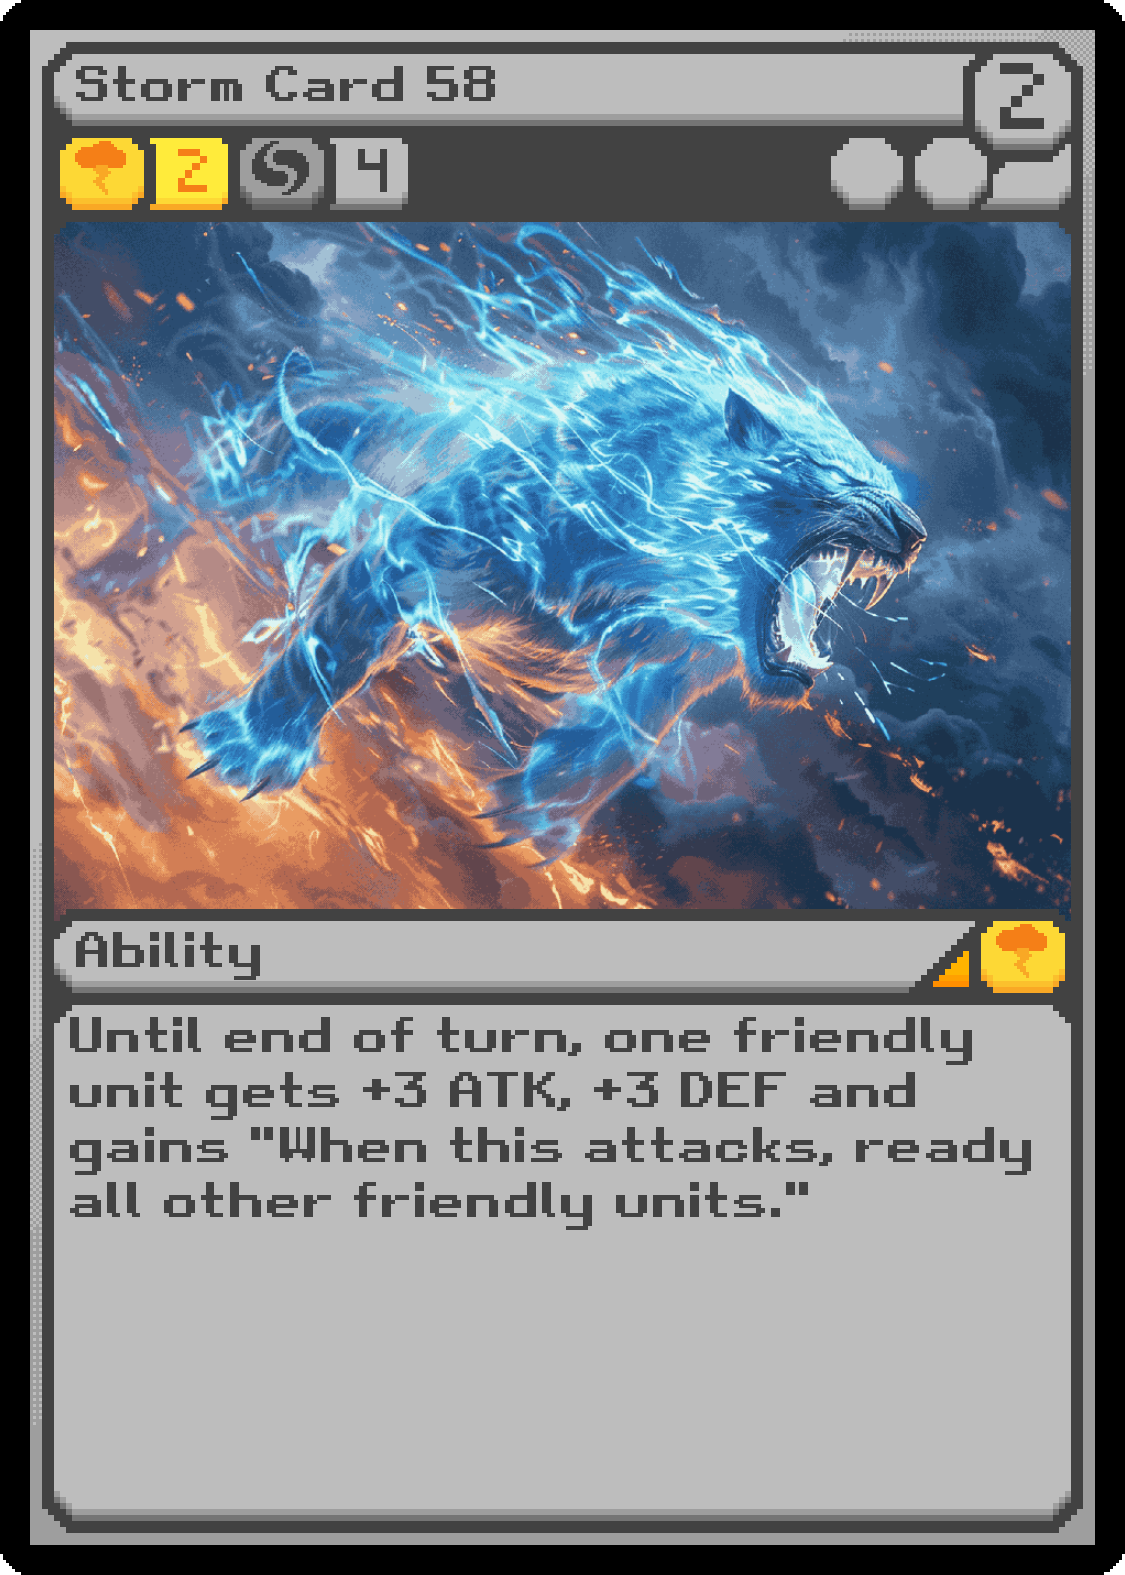 Storm Card 58
2
2
4
Ability
Until end of turn, one friendly
unit gets +3 ATK, +3 DEF and
gains "When this attacks, ready
all other friendly units."